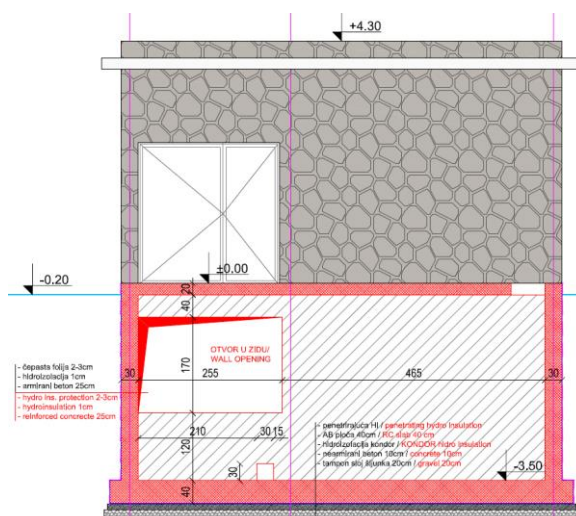 +4.30
-0.20
±0.00
20
40
OTVOR U ZIDU/
WALL OPENING
170
30
255
465
30
- čepasta folija 2-3cm
- hidroizolacija 1cm
- armirani beton 25cm
- hydro ins. protection 2-3cm
- hydroinsulation 1cm
- reinforced concrecte 25cm
210
30
15
- penetrirajuća HI / penetrating hydro insulation
- AB ploča 40cm / RC slab 40 cm
- hidroizolacija kondor / KONDOR hidro insulation
- nearmirani beton 10cm / concrete 10cm
- tampon sloj šljunka 20cm / gravel 20cm
120
30
-3.50
40